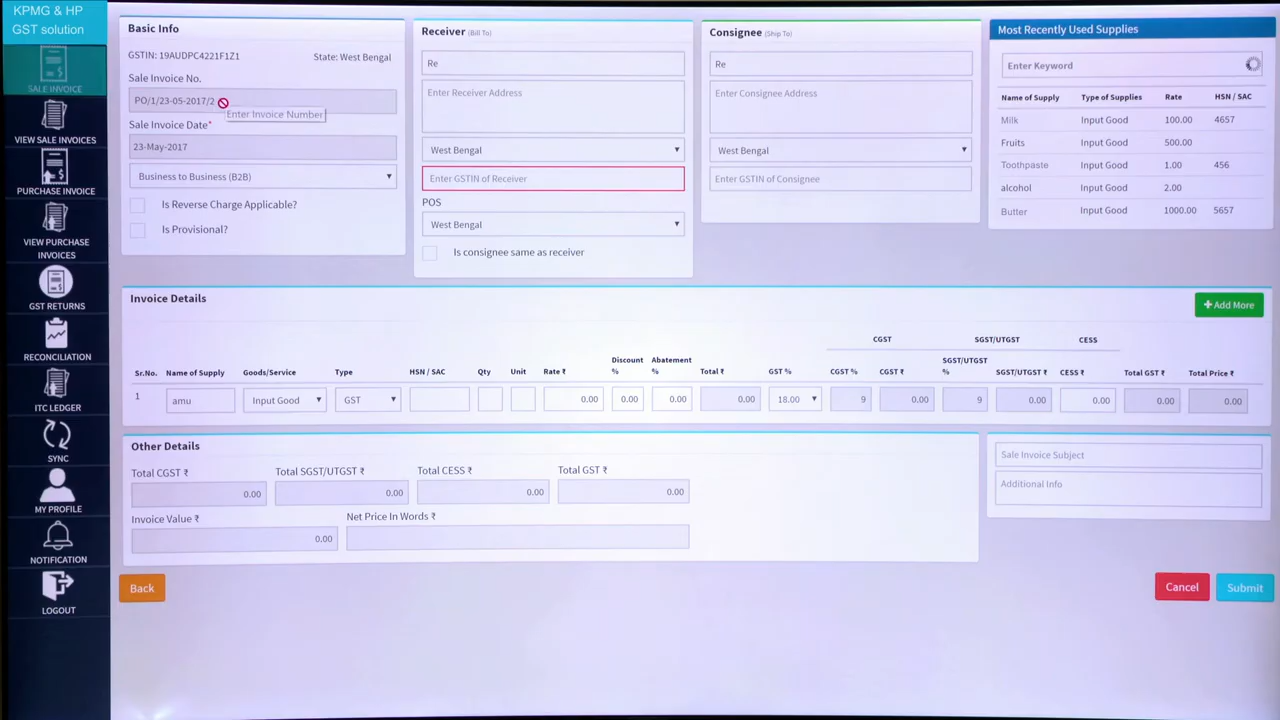 KPMG & HP
GST solution
SALE INVOICE
VIEW SALE INVOICES
PURCHASE INVOICE
VIEW PURCHASE
INVOICES
GST RETURNS
RECONCILIATION
ITC LEDGER
SYNC
MY PROFILE
NOTIFICATION
LOGOUT
Basic Info
GSTIN: 19AUDPC4221F1Z1 State: West Bengal
Sale Invoice No.
PO/1/23-05-2017/2
Enter Invoice Number
Sale Invoice Date*
23-May-2017
Business to Business (B2B)
Is Reverse Charge Applicable?
Is Provisional?
Receiver (Bill To)
Re
Enter Receiver Address
West Bengal
Enter GSTIN of Receiver
POS
West Bengal
Is consignee same as receiver
Consignee (Ship To)
Re
Enter Consignee Address
West Bengal
Enter GSTIN of Consignee
Most Recently Used Supplies
Enter Keyword
Name of Supply Type of Supplies Rate HSN / SAC
Milk Input Good 100.00 4657
Fruits Input Good 500.00
Toothpaste Input Good 1.00 456
alcohol Input Good 2.00
Butter Input Good 1000.00 5657
Invoice Details
+Add More
CGST SGST/UTGST CESS
Sr.No. Name of Supply Goods/Service Type HSN / SAC Qty Unit Rate ₹ Discount % Abatement % Total ₹ GST % CGST % CGST ₹ SGST/UTGST % SGST/UTGST ₹ CESS ₹ Total GST ₹ Total Price ₹
1 amu Input Good GST 0.00 0.00 0.00 0.00 18.00 9 0.00 9 0.00 0.00 0.00 0.00
Other Details
Total CGST ₹ Total SGST/UTGST ₹ Total CESS ₹ Total GST ₹
0.00 0.00 0.00 0.00
Invoice Value ₹ Net Price In Words ₹
0.00
Sale Invoice Subject
Additional Info
Back
Cancel Submit